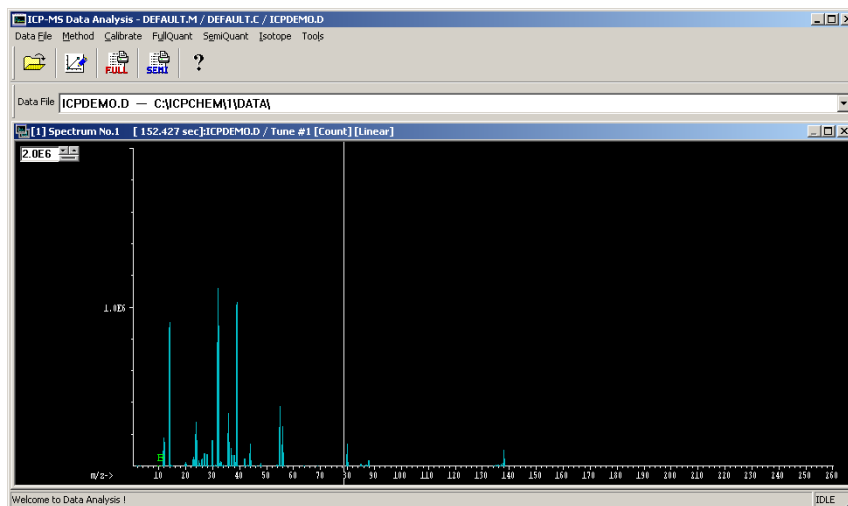 ICP-MS Data Analysis - DEFAULT.M / DEFAULT.C / ICPDEMO.D
Data File Method Calibrate FullQuant SemiQuant Isotope Tools
FULL SEMI ?
Data File ICPDEMO.D — C:\ICPCHEM\1\DATA\
[1] Spectrum No.1 [ 152.427 sec]:ICPDEMO.D / Tune #1 [Count] [Linear]
2.0E6
1.0E6
m/z-> 10 20 30 40 50 60 70 80 90 100 110 120 130 140 150 160 170 180 190 200 210 220 230 240 250 260
Welcome to Data Analysis ! IDLE